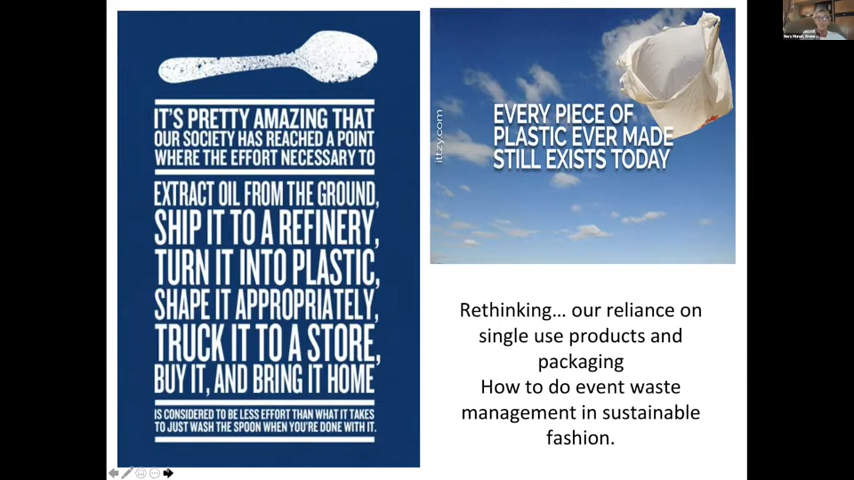 IT'S PRETTY AMAZING THAT
OUR SOCIETY HAS REACHED A POINT
WHERE THE EFFORT NECESSARY TO
EXTRACT OIL FROM THE GROUND,
SHIP IT TO A REFINERY,
TURN IT INTO PLASTIC,
SHAPE IT APPROPRIATELY,
TRUCK IT TO A STORE,
BUY IT, AND BRING IT HOME
IS CONSIDERED TO BE LESS EFFORT THAN WHAT IT TAKES
TO JUST WASH THE SPOON WHEN YOU'RE DONE WITH IT.
ittzy.com
EVERY PIECE OF
PLASTIC EVER MADE
STILL EXISTS TODAY
Rethinking... our reliance on
single use products and
packaging
How to do event waste
management in sustainable
fashion.